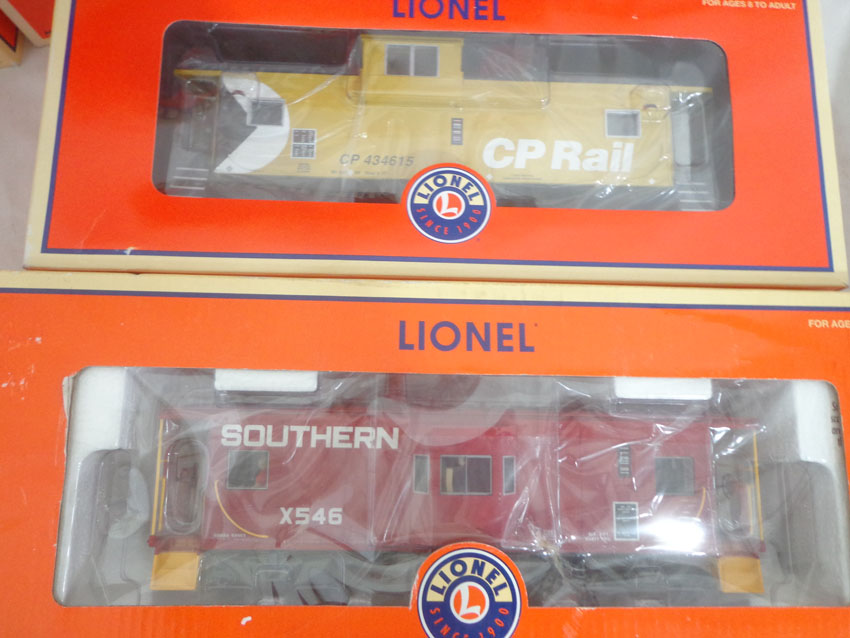 LIONEL
FOR AGES 8 TO ADULT
CP 434615
CP Rail
LIONEL
L
SINCE 1900
LIONEL
FOR AGE
SOUTHERN
X546
LIONEL
L
SINCE 1900